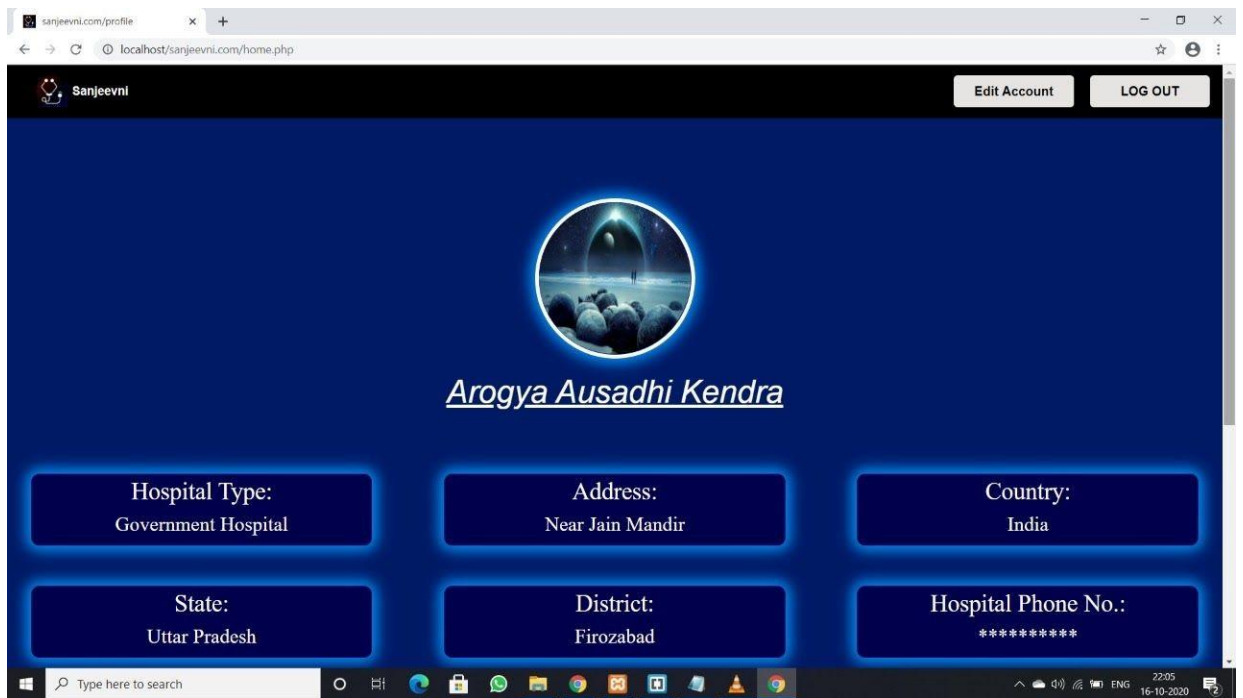 sanjeevni.com/profile
localhost/sanjeevni.com/home.php
Sanjeevni
Edit Account
LOG OUT
Arogya Ausadhi Kendra
Hospital Type:
Government Hospital
Address:
Near Jain Mandir
Country:
India
State:
Uttar Pradesh
District:
Firozabad
Hospital Phone No.:
**********
Type here to search
ENG
22:05
16-10-2020
2